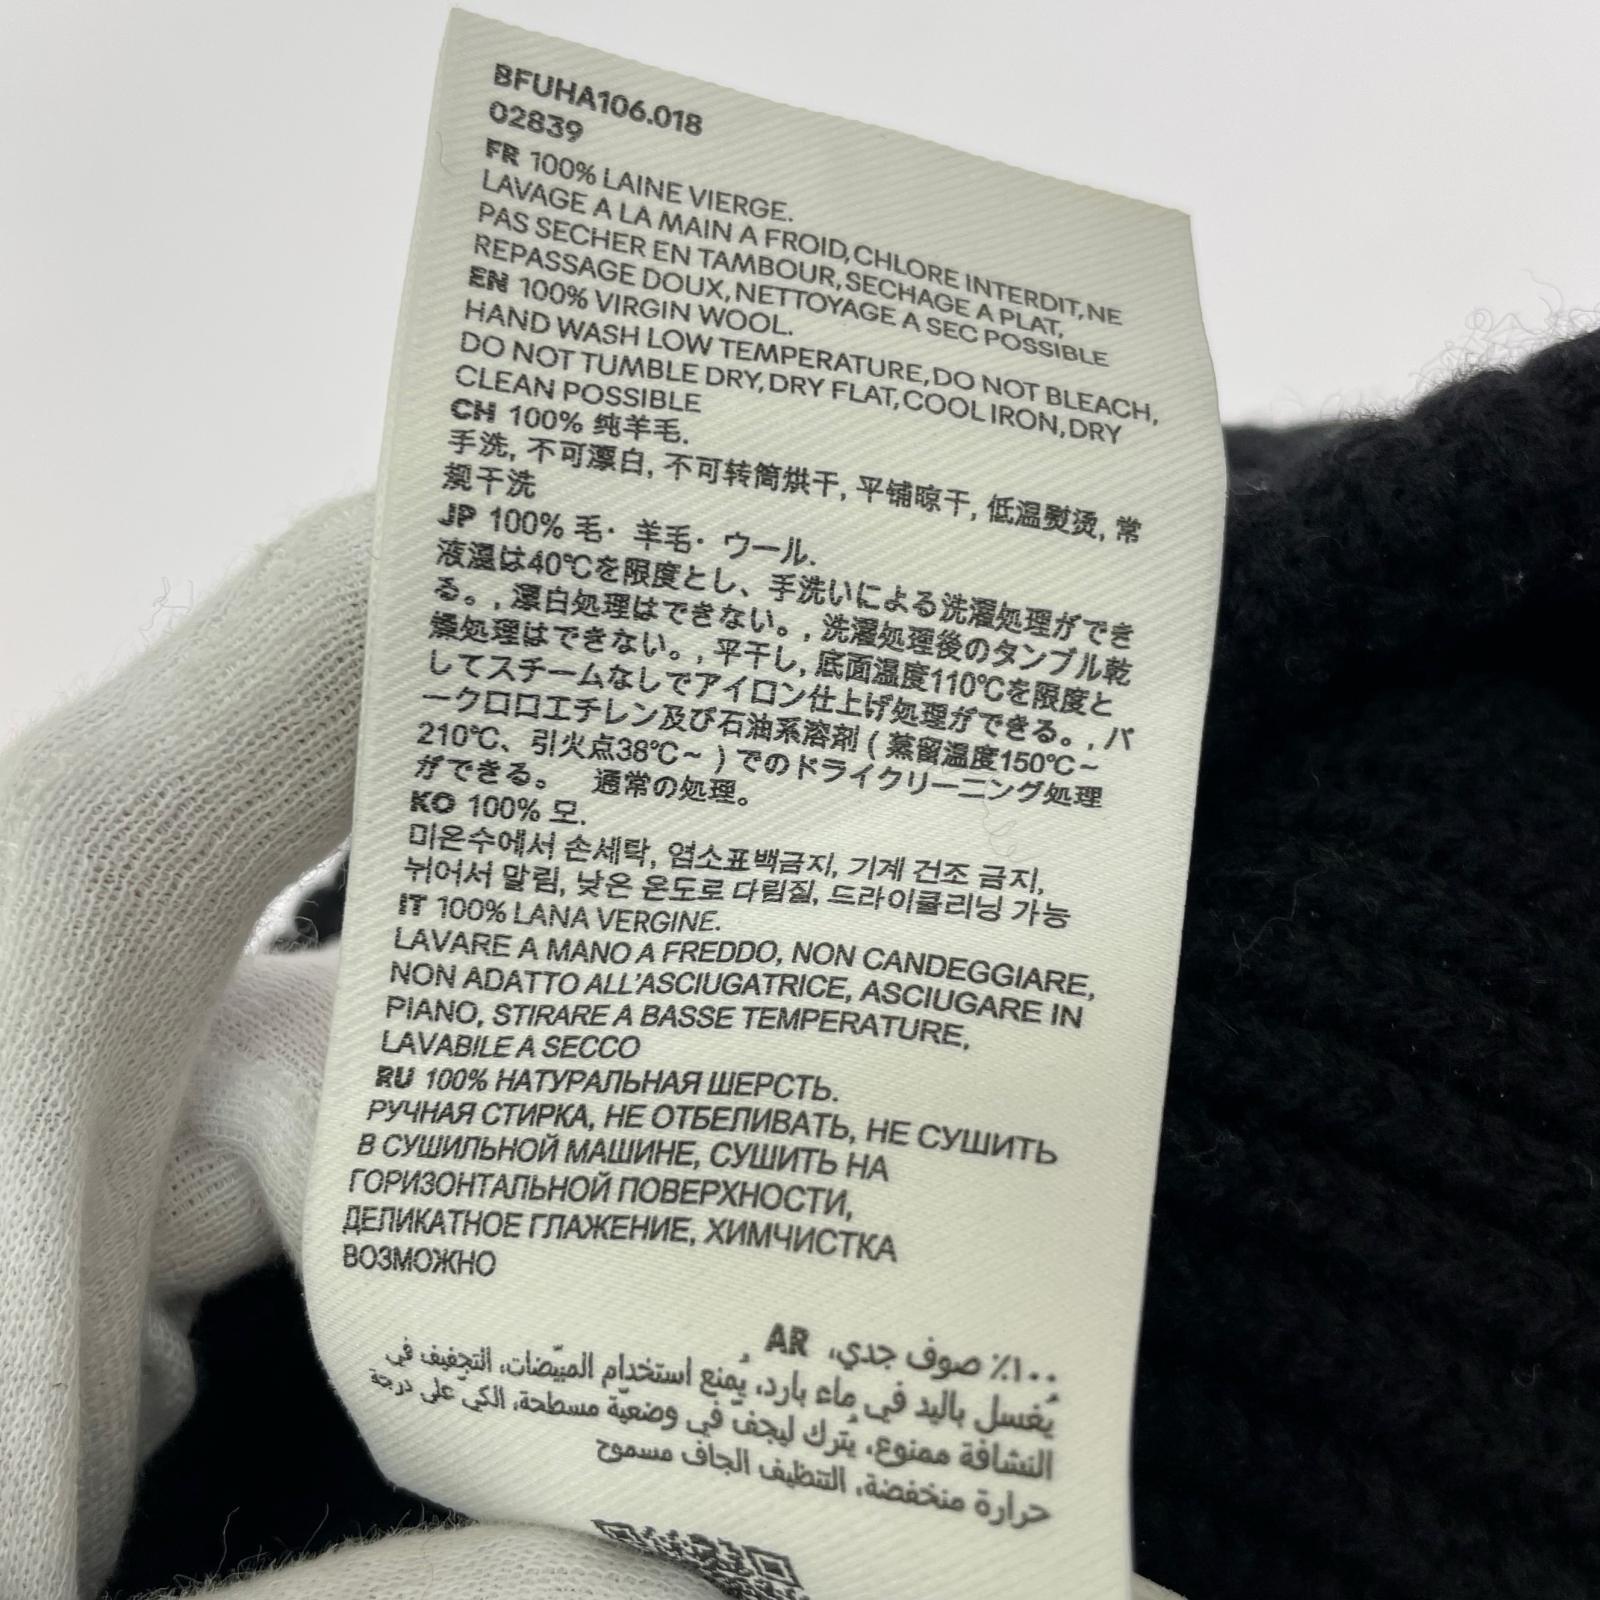 BFUHA106.018
02839
FR 100% LAINE VIERGE.
LAVAGE A LA MAIN A FROID,CHLORE INTERDIT,NE
PAS SECHER EN TAMBOUR,SECHAGE A PLAT,
REPASSAGE DOUX,NETTOYAGE A SEC POSSIBLE
EN 100% VIRGIN WOOL.
HAND WASH LOW TEMPERATURE,DO NOT BLEACH,
DO NOT TUMBLE DRY,DRY FLAT,COOL IRON,DRY
CLEAN POSSIBLE
CH 100% 纯羊毛.
手洗, 不可漂白, 不可转筒烘干, 平铺晾干, 低温熨烫, 常
规干洗
JP 100% 毛・羊毛・ウール.
液温は40℃を限度とし、手洗いによる洗濯処理ができ
る。, 漂白処理はできない。, 洗濯処理後のタンブル乾
燥処理はできない。, 平干し, 底面温度110℃を限度と
してスチームなしでアイロン仕上げ処理ができる。, パ
ークロロエチレン及び石油系溶剤 ( 蒸留温度150℃~
210℃、引火点38℃~ ) でのドライクリーニング処理
ができる。 通常の処理。
KO 100% 모.
미온수에서 손세탁, 염소표백금지, 기계 건조 금지,
뉘어서 말림, 낮은 온도로 다림질, 드라이클리닝 가능
IT 100% LANA VERGINE.
LAVARE A MANO A FREDDO, NON CANDEGGIARE,
NON ADATTO ALL'ASCIUGATRICE, ASCIUGARE IN
PIANO, STIRARE A BASSE TEMPERATURE,
LAVABILE A SECCO
RU 100% НАТУРАЛЬНАЯ ШЕРСТЬ.
РУЧНАЯ СТИРКА, НЕ ОТБЕЛИВАТЬ, НЕ СУШИТЬ
В СУШИЛЬНОЙ МАШИНЕ, СУШИТЬ НА
ГОРИЗОНТАЛЬНОЙ ПОВЕРХНОСТИ,
ДЕЛИКАТНОЕ ГЛАЖЕНИЕ, ХИМЧИСТКА
ВОЗМОЖНО
١٠٠٪ صوف جدي، AR
يُغسل باليد في ماء بارد، يُمنع استخدام المبيّضات، التجفيف في
النشافة ممنوع، يُترك ليجف في وضعيّة مسطحة، الكيّ على درجة
حرارة منخفضة، التنظيف الجاف مسموح